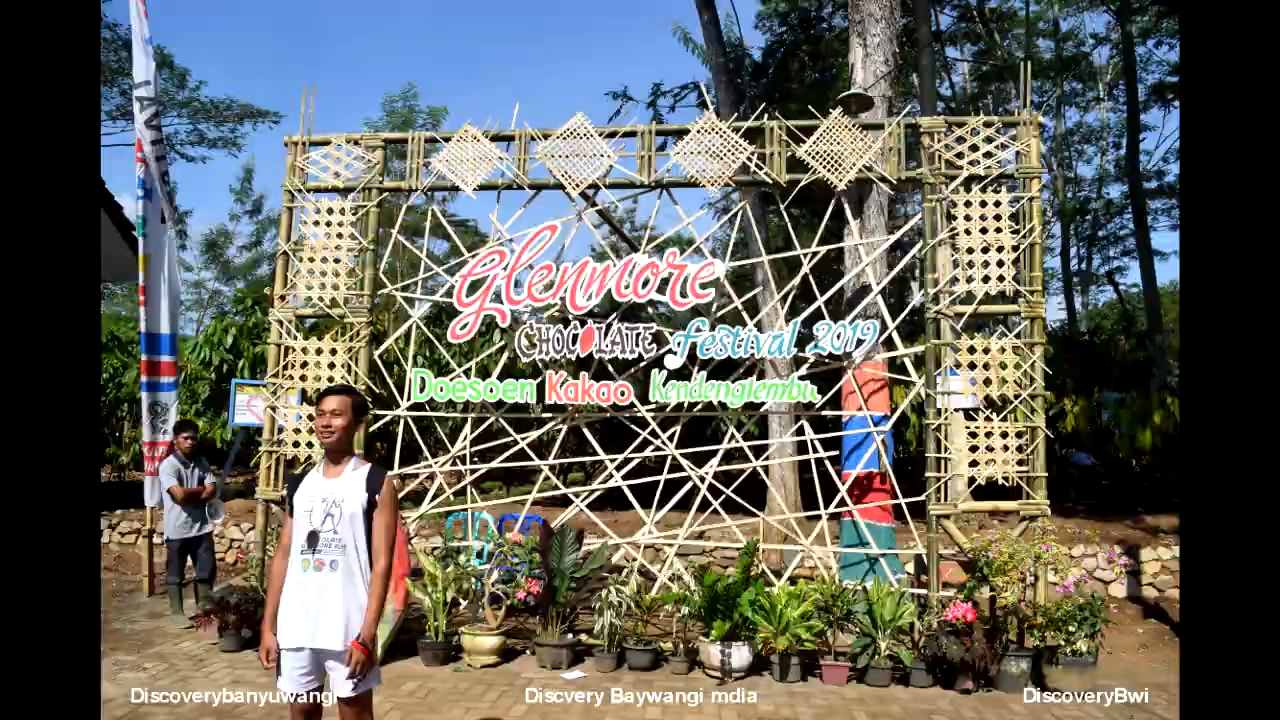 Glenmore
CHOCOLATE festival 2019
Doesoen Kakao Kendenglembu
Discoverybanyuwangi
Discvery Baywangi mdia
DiscoveryBwi